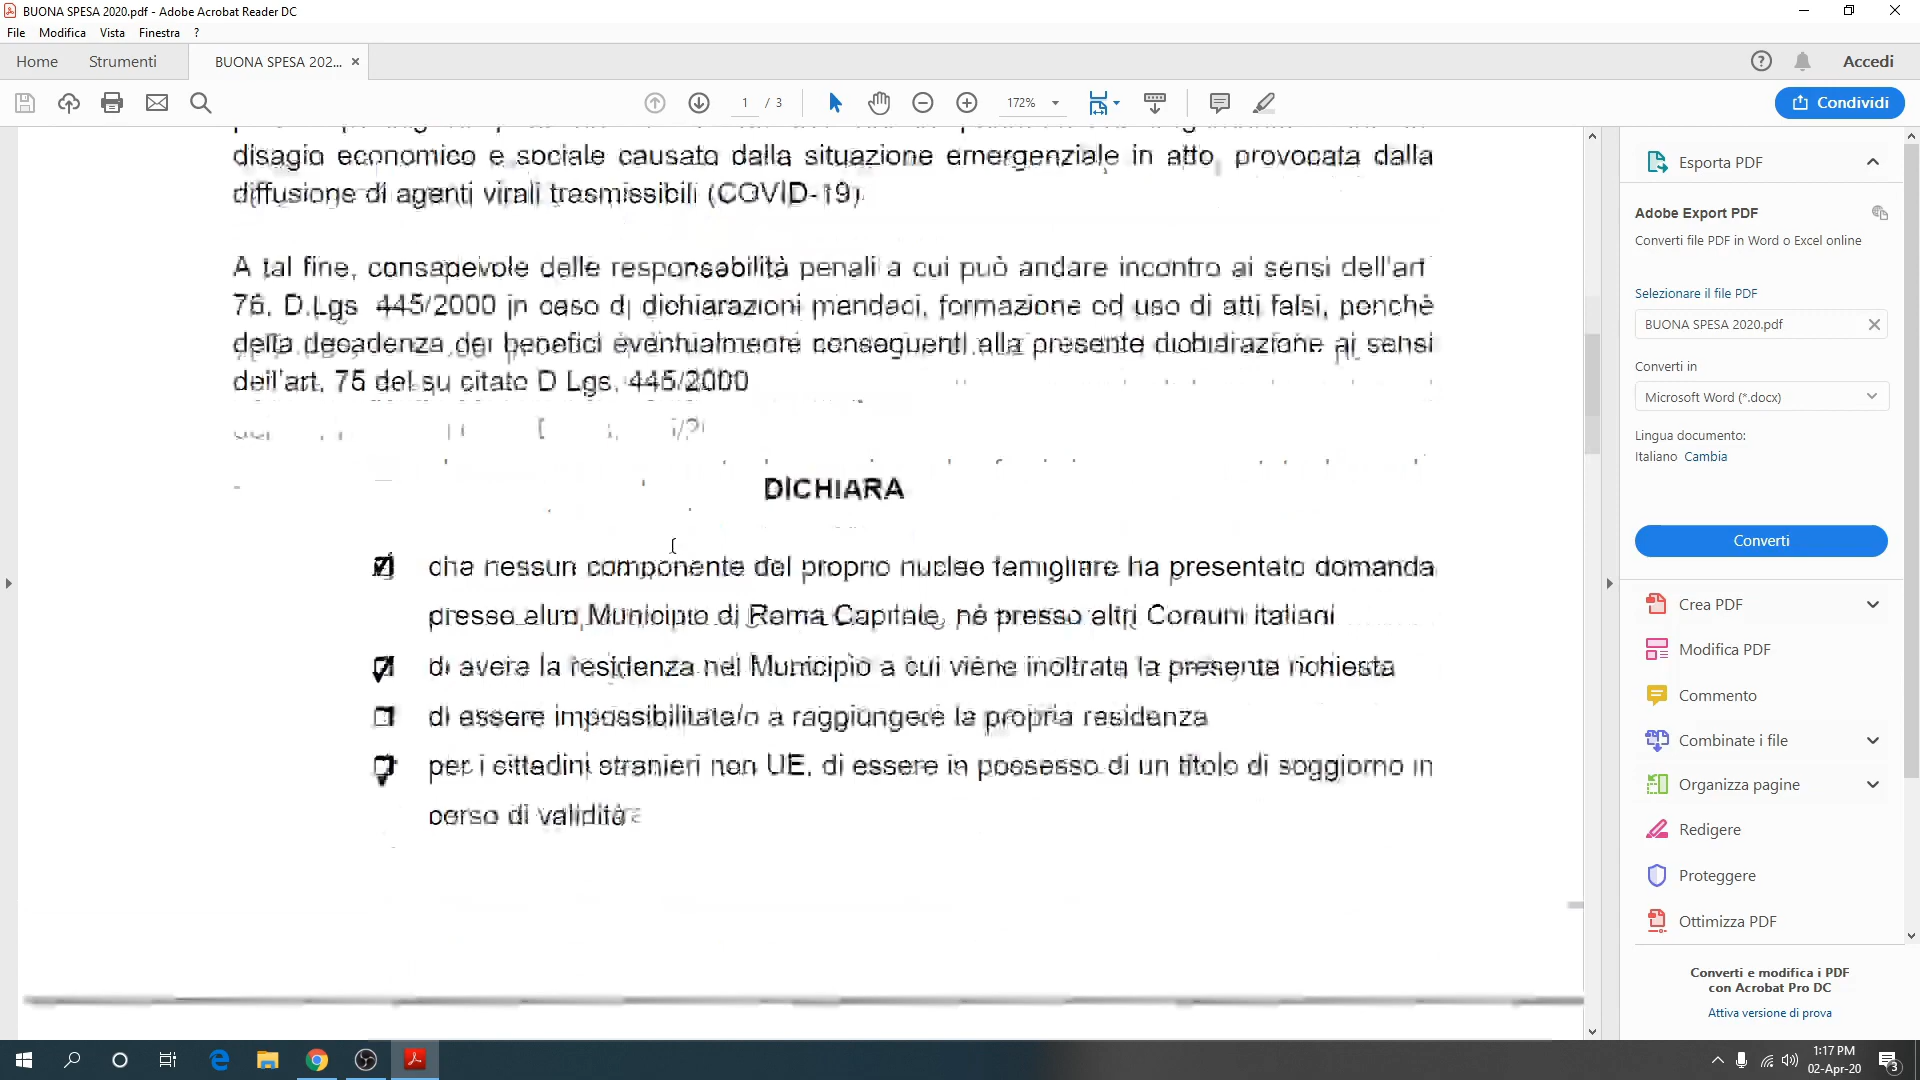 BUONA SPESA 2020.pdf - Adobe Acrobat Reader DC
File Modifica Vista Finestra ?
Home Strumenti BUONA SPESA 202... × Accedi
1 / 3 172% Condividi
disagio economico e sociale causato dalla situazione emergenziale in atto, provocata dalla
diffusione di agenti virali trasmissibili (COVID-19)
A tal fine, consapevole delle responsabilità penali a cui può andare incontro ai sensi dell'art
76, D.Lgs 445/2000 in caso di dichiarazioni mendaci, formazione od uso di atti falsi, nonché
della decadenza dei benefici eventualmente conseguenti alla presente dichiarazione ai sensi
dell'art. 75 del su citato D Lgs. 445/2000
DICHIARA
che nessun componente del proprio nucleo famigliare ha presentato domanda
presso altro Municipio di Roma Capitale, né presso altri Comuni italiani
di avere la residenza nel Municipio a cui viene inoltrata la presente richiesta
di essere impossibilitata/o a raggiungere la propria residenza
per i cittadini stranieri non UE, di essere in possesso di un titolo di soggiorno in
corso di validità
Esporta PDF
Adobe Export PDF
Converti file PDF in Word o Excel online
Selezionare il file PDF
BUONA SPESA 2020.pdf
Converti in
Microsoft Word (*.docx)
Lingua documento:
Italiano Cambia
Converti
Crea PDF
Modifica PDF
Commento
Combinate i file
Organizza pagine
Redigere
Proteggere
Ottimizza PDF
Converti e modifica i PDF
con Acrobat Pro DC
Attiva versione di prova
1:17 PM
02-Apr-20
3